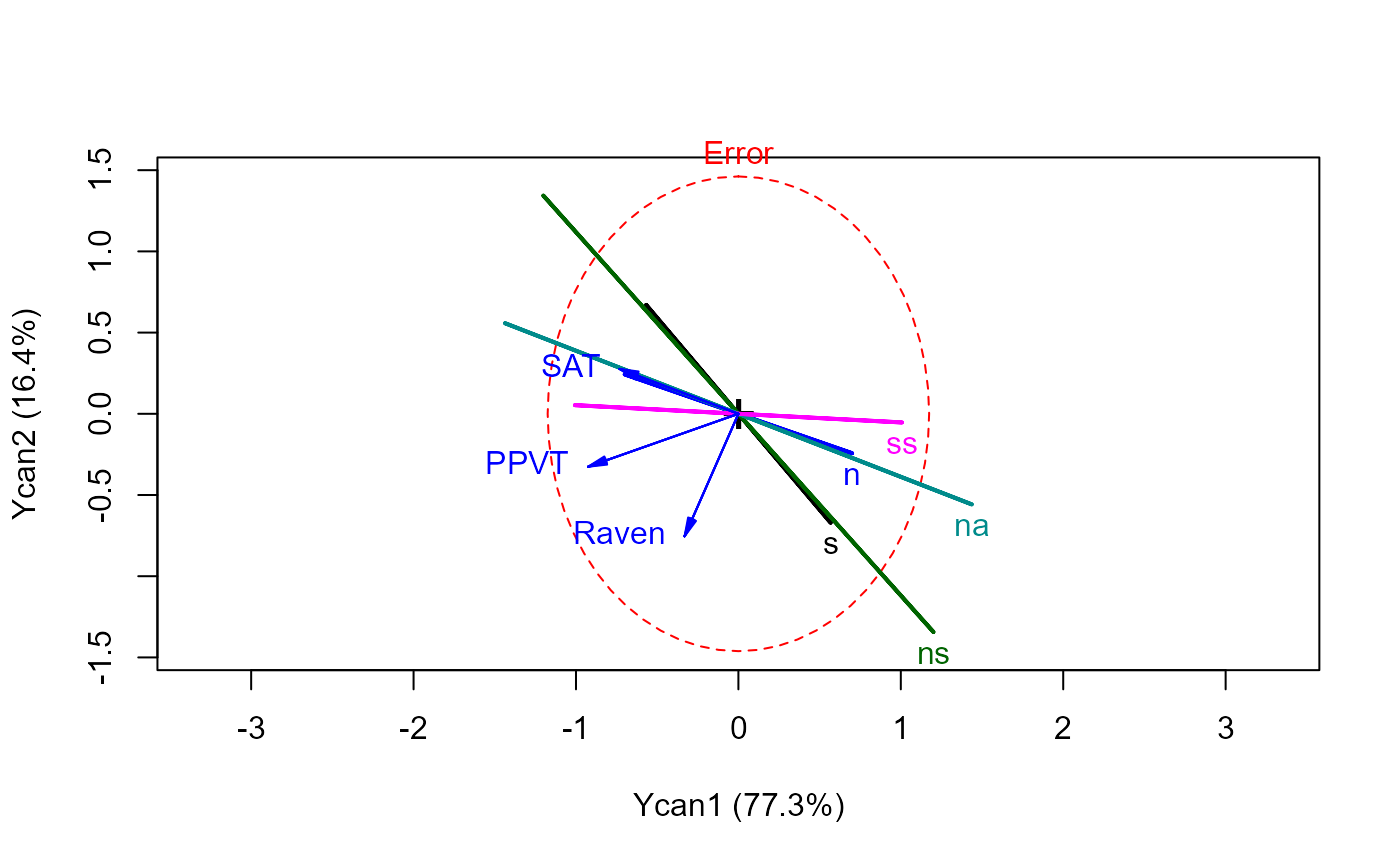 Error
1.5
1.0
0.5
0.0
-0.5
-1.5
Ycan2 (16.4%)
SAT
PPVT
Raven
ss
n
na
s
ns
-3
-2
-1
0
1
2
3
Ycan1 (77.3%)